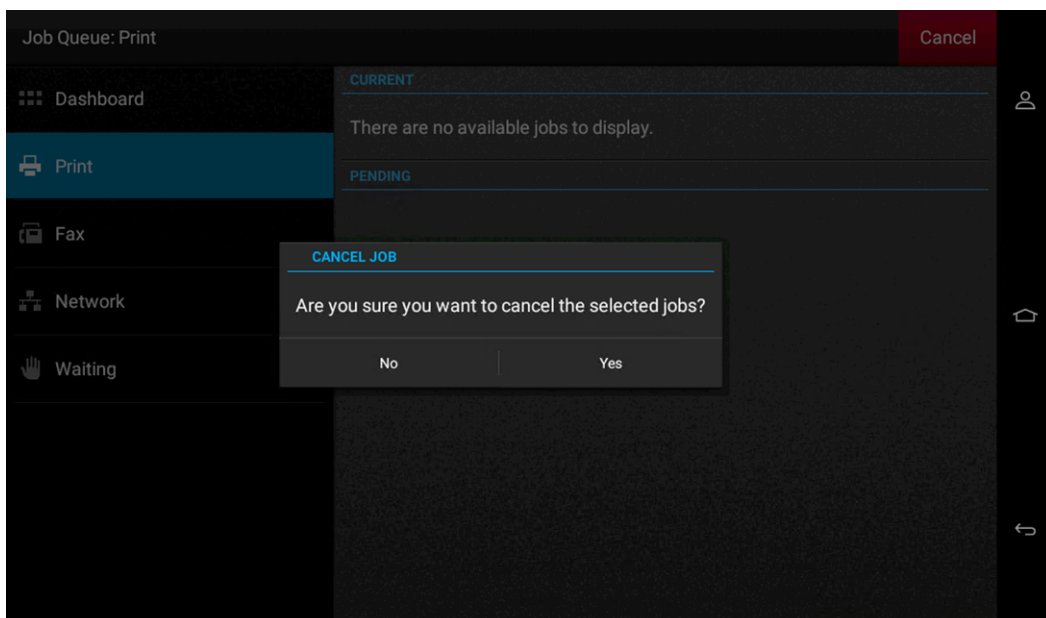 Job Queue: Print
Cancel
Dashboard
Print
Fax
Network
Waiting
CURRENT
There are no available jobs to display.
PENDING
CANCEL JOB
Are you sure you want to cancel the selected jobs?
No
Yes